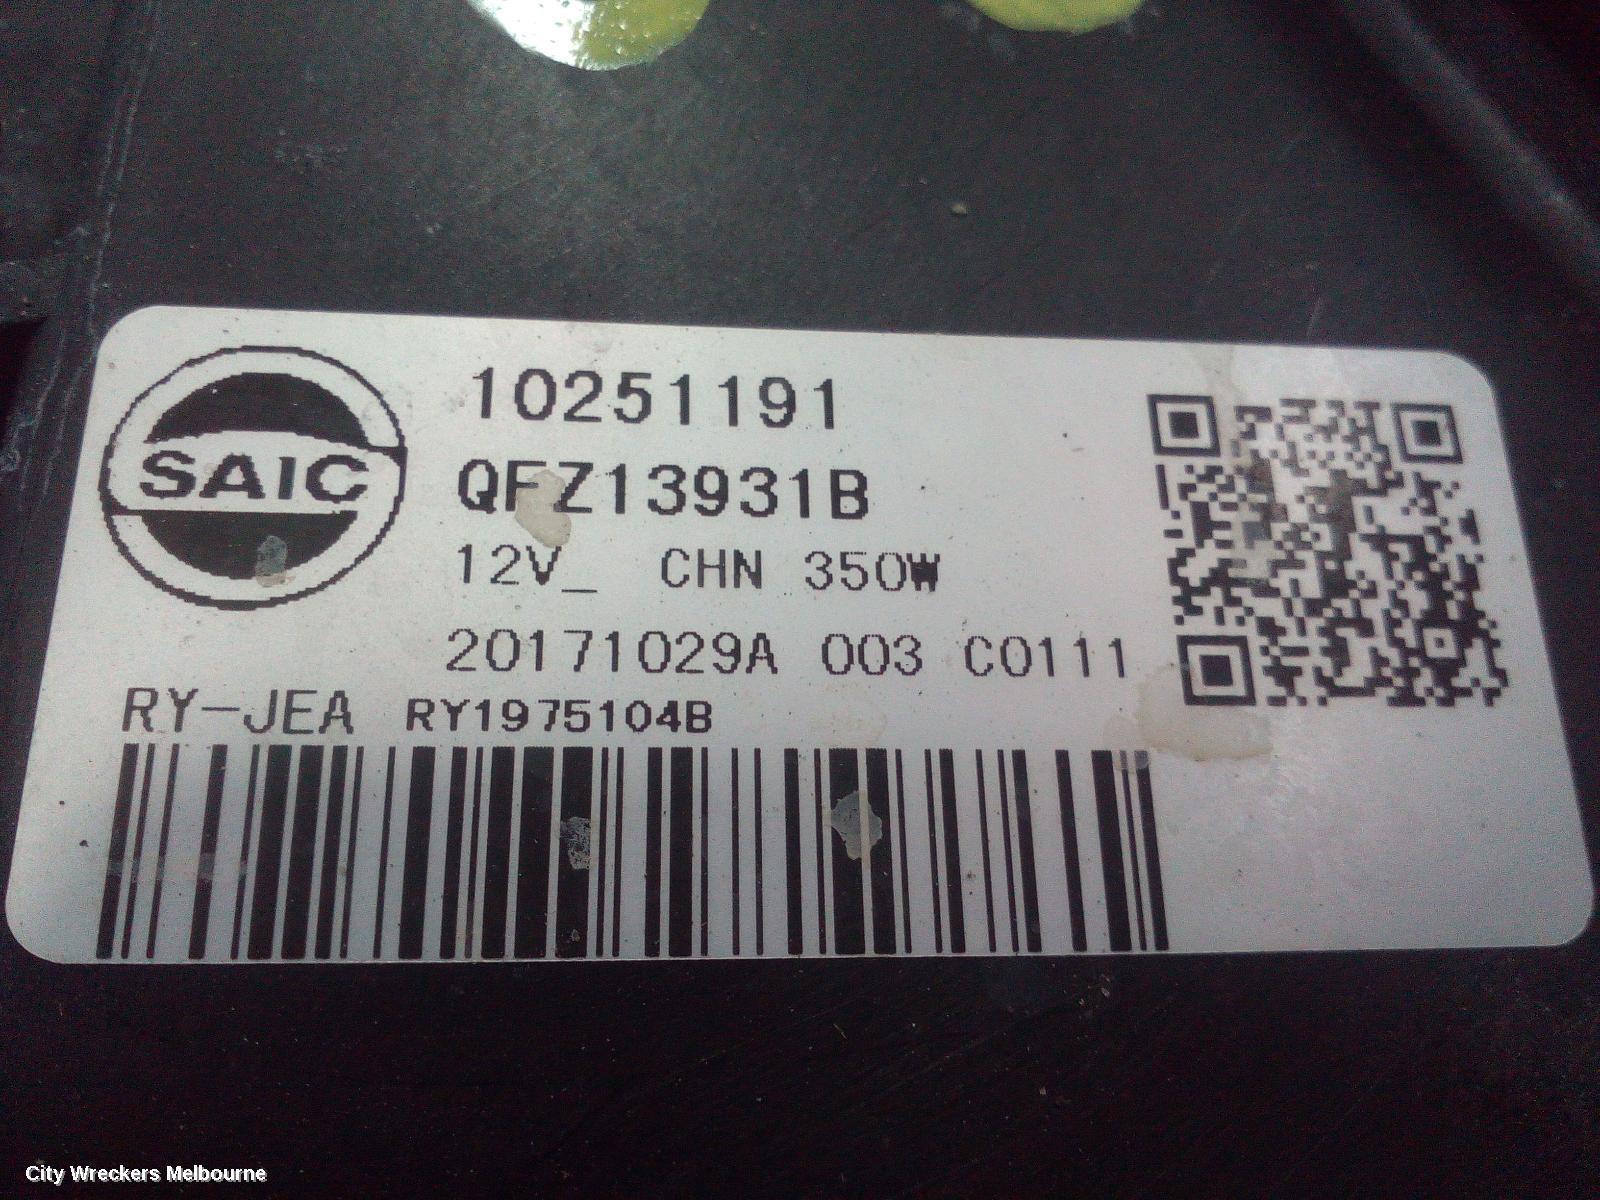 SAIC
10251191
QFZ13931B
12V_ CHN 350W
20171029A 003 C0111
RY-JEA RY1975104B
City Wreckers Melbourne